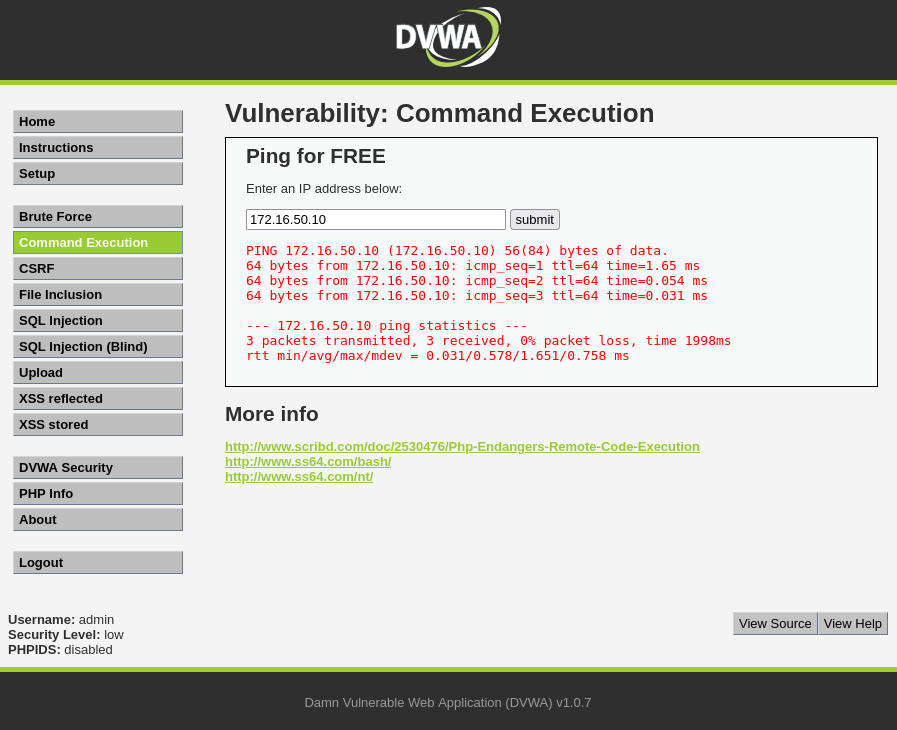 DVWA
Home
Instructions
Setup
Brute Force
Command Execution
CSRF
File Inclusion
SQL Injection
SQL Injection (Blind)
Upload
XSS reflected
XSS stored
DVWA Security
PHP Info
About
Logout
Vulnerability: Command Execution
Ping for FREE
Enter an IP address below:
172.16.50.10 submit
PING 172.16.50.10 (172.16.50.10) 56(84) bytes of data.
64 bytes from 172.16.50.10: icmp_seq=1 ttl=64 time=1.65 ms
64 bytes from 172.16.50.10: icmp_seq=2 ttl=64 time=0.054 ms
64 bytes from 172.16.50.10: icmp_seq=3 ttl=64 time=0.031 ms
--- 172.16.50.10 ping statistics ---
3 packets transmitted, 3 received, 0% packet loss, time 1998ms
rtt min/avg/max/mdev = 0.031/0.578/1.651/0.758 ms
More info
http://www.scribd.com/doc/2530476/Php-Endangers-Remote-Code-Execution
http://www.ss64.com/bash/
http://www.ss64.com/nt/
Username: admin
Security Level: low
PHPIDS: disabled
View Source View Help
Damn Vulnerable Web Application (DVWA) v1.0.7